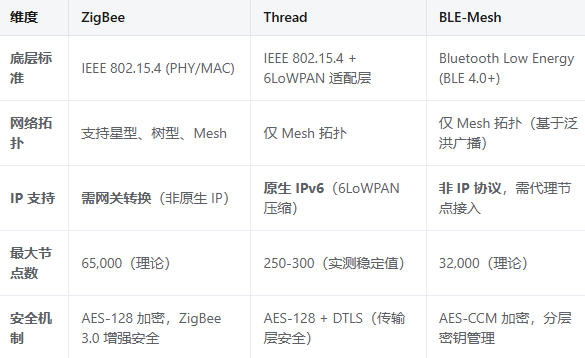 维度 ZigBee Thread BLE-Mesh
底层标
准
IEEE 802.15.4 (PHY/MAC)
IEEE 802.15.4 +
6LoWPAN 适配层
Bluetooth Low Energy
(BLE 4.0+)
网络拓
扑
支持星型、树型、Mesh
仅 Mesh 拓扑
仅 Mesh 拓扑（基于泛
洪广播）
IP 支持
需网关转换（非原生 IP）
原生 IPv6（6LoWPAN
压缩）
非 IP 协议，需代理节
点接入
最大节
点数
65,000（理论）
250-300（实测稳定值）
32,000（理论）
安全机
制
AES-128 加密，ZigBee
3.0 增强安全
AES-128 + DTLS（传输
层安全）
AES-CCM 加密，分层
密钥管理